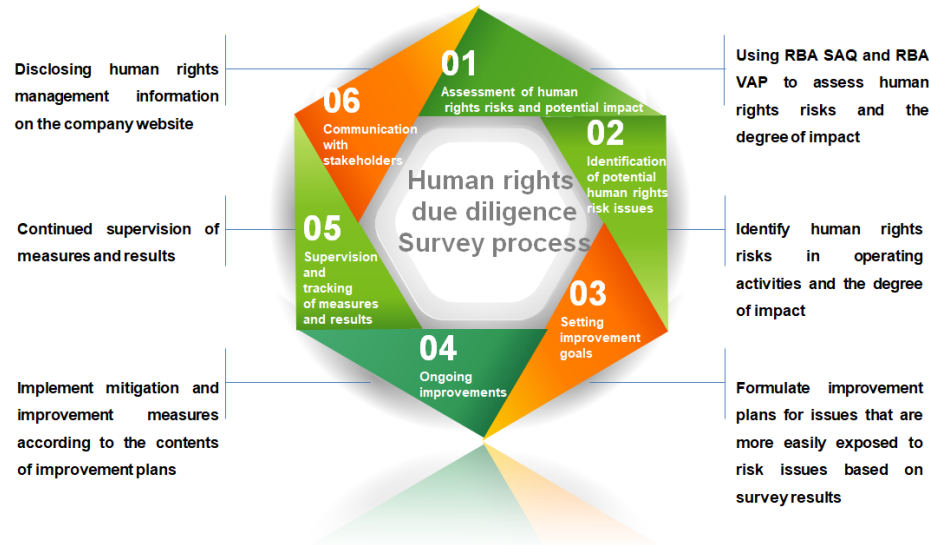 01
Assessment of human
rights risks and potential impact
Using RBA SAQ and RBA
VAP to assess human
rights risks and the
degree of impact
02
Identification
of potential
human rights
risk issues
Identify human rights
risks in operating
activities and the degree
of impact
03
Setting
improvement
goals
Formulate improvement
plans for issues that are
more easily exposed to
risk issues based on
survey results
04
Ongoing
improvements
Implement mitigation and
improvement measures
according to the contents
of improvement plans
05
Supervision
and
tracking
of measures
and results
Continued supervision of
measures and results
06
Communication
with
stakeholders
Disclosing human rights
management information
on the company website
Human rights
due diligence
Survey process